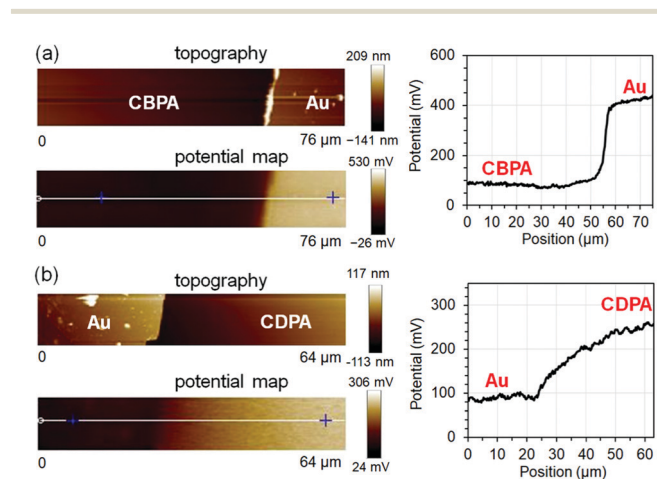 (a)
topography
209 nm
CBPA
Au
0
76 μm
−141 nm
potential map
530 mV
0
76 μm
−26 mV
600
400
200
0
Potential (mV)
Au
CBPA
0 10 20 30 40 50 60 70
Position (μm)
(b)
topography
117 nm
Au
CDPA
0
64 μm
-113 nm
potential map
306 mV
0
64 μm
24 mV
300
200
100
0
Potential (mV)
CDPA
Au
0 10 20 30 40 50 60
Position (μm)